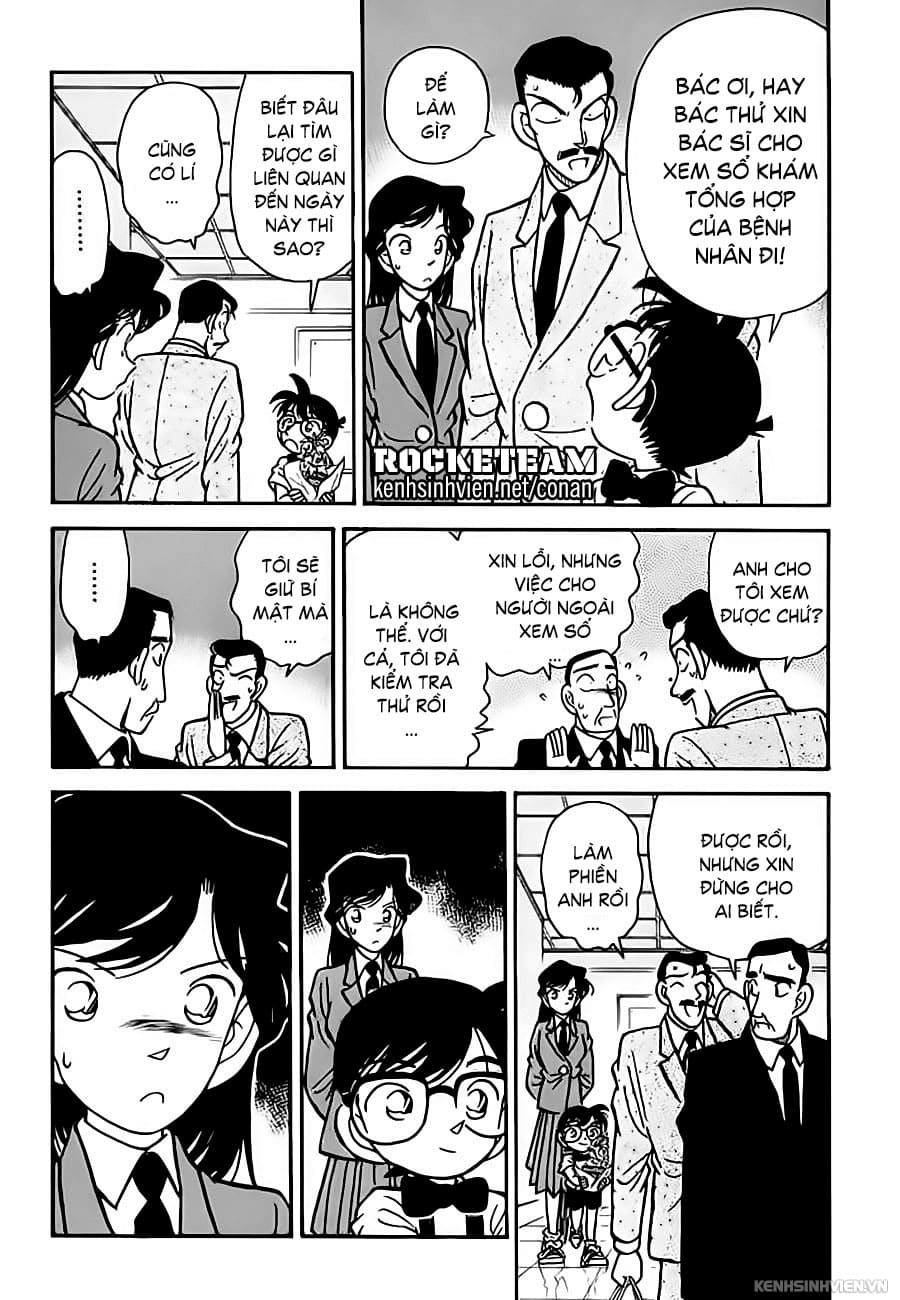 BÁC ƠI, HAY
BÁC THỬ XIN
BÁC SĨ CHO
XEM SỔ KHÁM
TỔNG HỢP
CỦA BỆNH
NHÂN ĐI!
ĐỂ
LÀM
GÌ?
ROCKETEAM
kenhsinhvien.net/conan
BIẾT ĐÂU
LẠI TÌM
ĐƯỢC GÌ
LIÊN QUAN
ĐẾN NGÀY
NÀY THÌ
SAO?
CŨNG
CÓ LÍ
...
........
ANH CHO
TÔI XEM
ĐƯỢC CHỨ?
XIN LỖI, NHƯNG
VIỆC CHO
NGƯỜI NGOÀI
XEM SỔ
LÀ KHÔNG
THỂ. VỚI
CẢ, TÔI ĐÃ
KIỂM TRA
THỬ RỒI
...
TÔI SẼ
GIỮ BÍ
MẬT MÀ
...
........
ĐƯỢC RỒI,
NHƯNG XIN
ĐỪNG CHO
AI BIẾT.
LÀM
PHIỀN
ANH RỒI
...
KENHSINHVIEN.VN